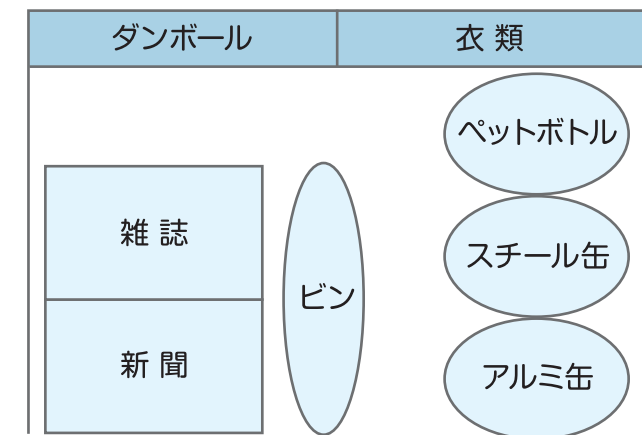 ダンボール
衣類
ペットボトル
雑誌
スチール缶
ビン
新聞
アルミ缶